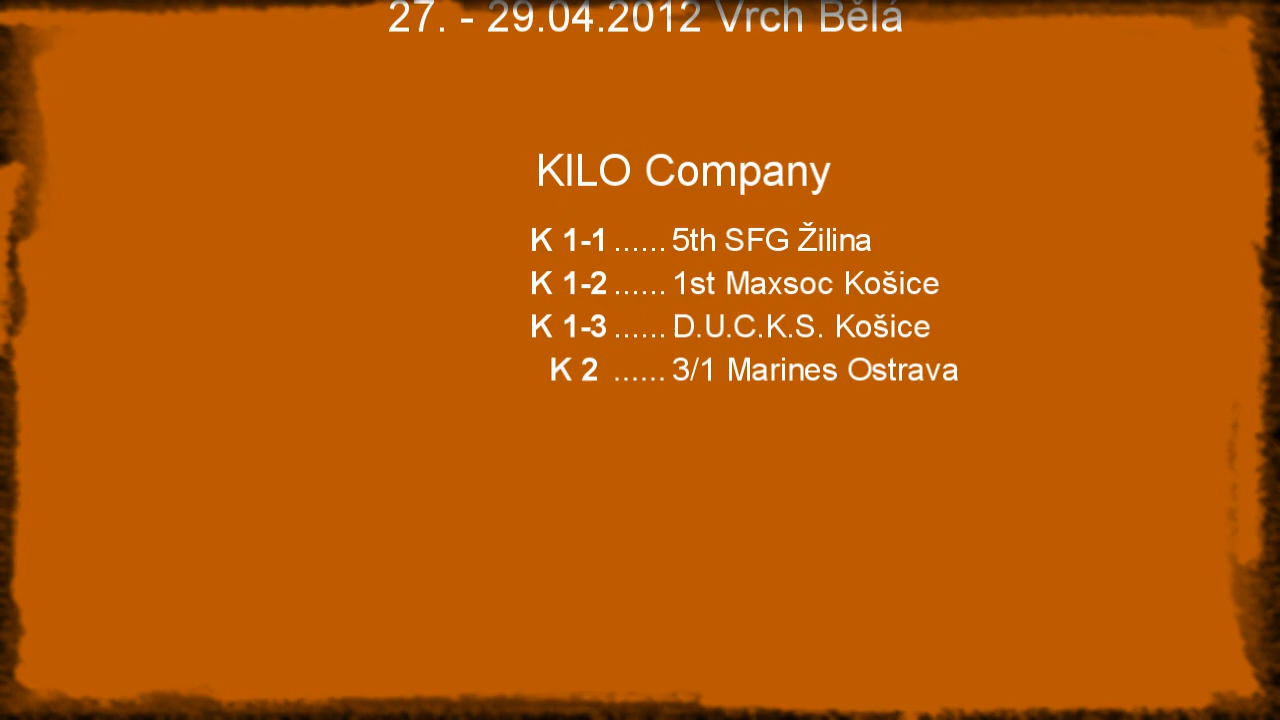 27. - 29.04.2012 Vrch Bělá
KILO Company
K 1-1 ...... 5th SFG Žilina
K 1-2 ...... 1st Maxsoc Košice
K 1-3 ...... D.U.C.K.S. Košice
K 2 ...... 3/1 Marines Ostrava